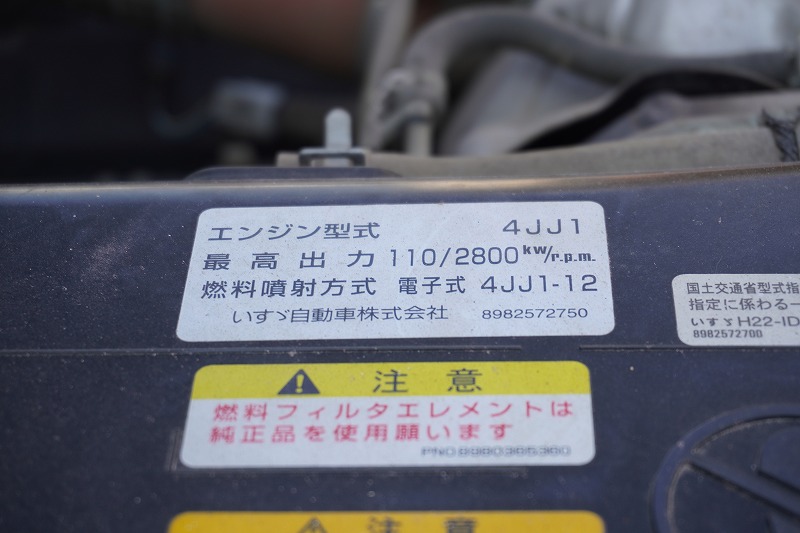 エンジン型式 4JJ1
最高出力 110/2800kW/r.p.m.
燃料噴射方式 電子式 4JJ1-12
いすゞ自動車株式会社 8982572750
国土交通省型式指
指定に係わる一
いすゞH22-ID
8982572700
注意
燃料フィルタエレメントは
純正品を使用願います
注意